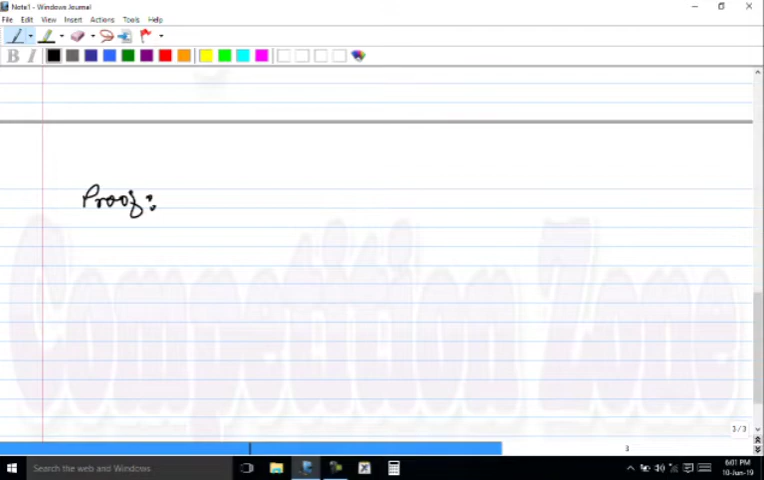 Note1 - Windows Journal
File Edit View Insert Actions Tools Help
B I
Proof:
Competition Zone
3 / 3
3
Search the web and Windows
6:01 PM
10-Jun-19